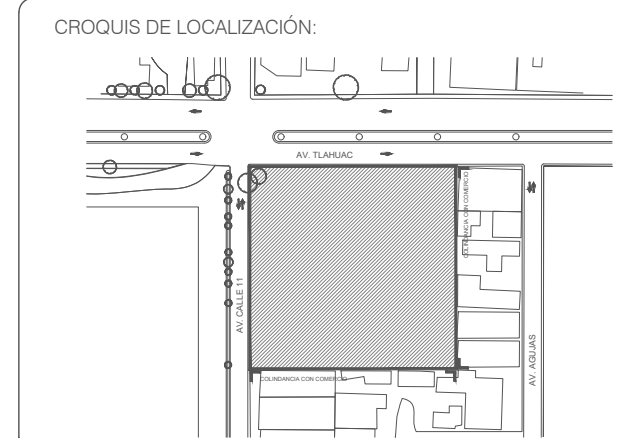 CROQUIS DE LOCALIZACIÓN:
AV. TLAHUAC
COLINDANCIA CON COMERCIO
AV. CALLE 11
AV. AGUJAS
COLINDANCIA CON COMERCIO